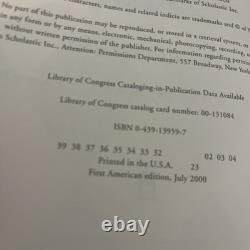 contractors, names and related indicia are trademarks and © of
No part of this publication may be reproduced, or stored in a retrieval system, or
in any form or by any means, electronic, mechanical, photocopying, recording, o
without written permission of the publisher. For information regarding permissio
o Scholastic Inc., Attention: Permissions Department, 557 Broadway, New York
Library of Congress Cataloging-in-Publication Data Available
Library of Congress catalog card number: 00-131084
ISBN 0-439-13959-7
39 38 37 36 35 34 33 32 02 03 04
Printed in the U.S.A. 23
First American edition, July 2000